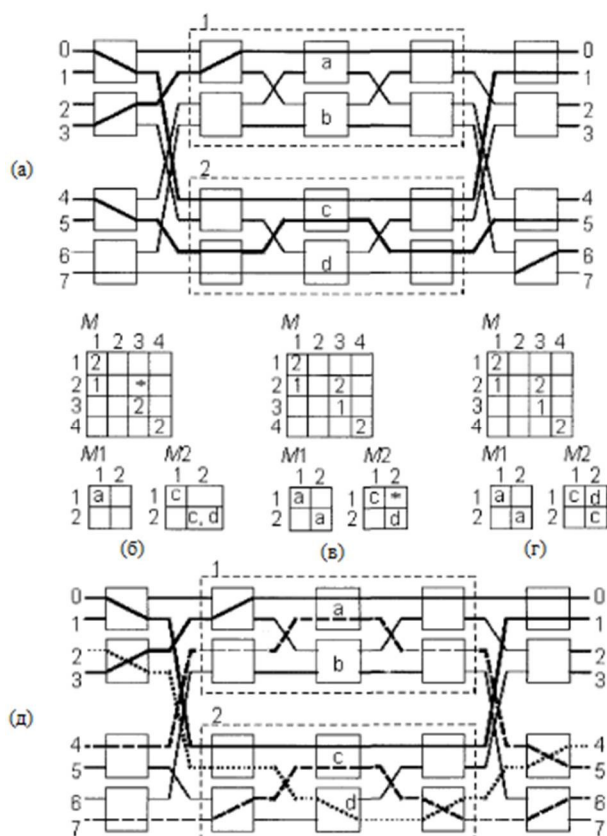 1
0 0
1 a 1
2 2
3 b 3
(а)
2
4 4
5 c 5
6 6
7 d 7
M M M
1 2 3 4 1 2 3 4 1 2 3 4
1 2 1 2 1 2
2 1 * 2 1 2 2 1 2
3 2 3 1 3 1
4 2 4 2 4 2
M1 M2 M1 M2 M1 M2
1 2 1 2 1 2 1 2 1 2 1 2
1 a 1 c 1 a 1 c * 1 a 1 c d
2 2 c, d 2 a 2 d 2 a 2 c
(б) (в) (г)
1
0 0
1 a 1
2 2
3 b 3
(д)
2
4 4
5 c 5
6 6
7 d 7